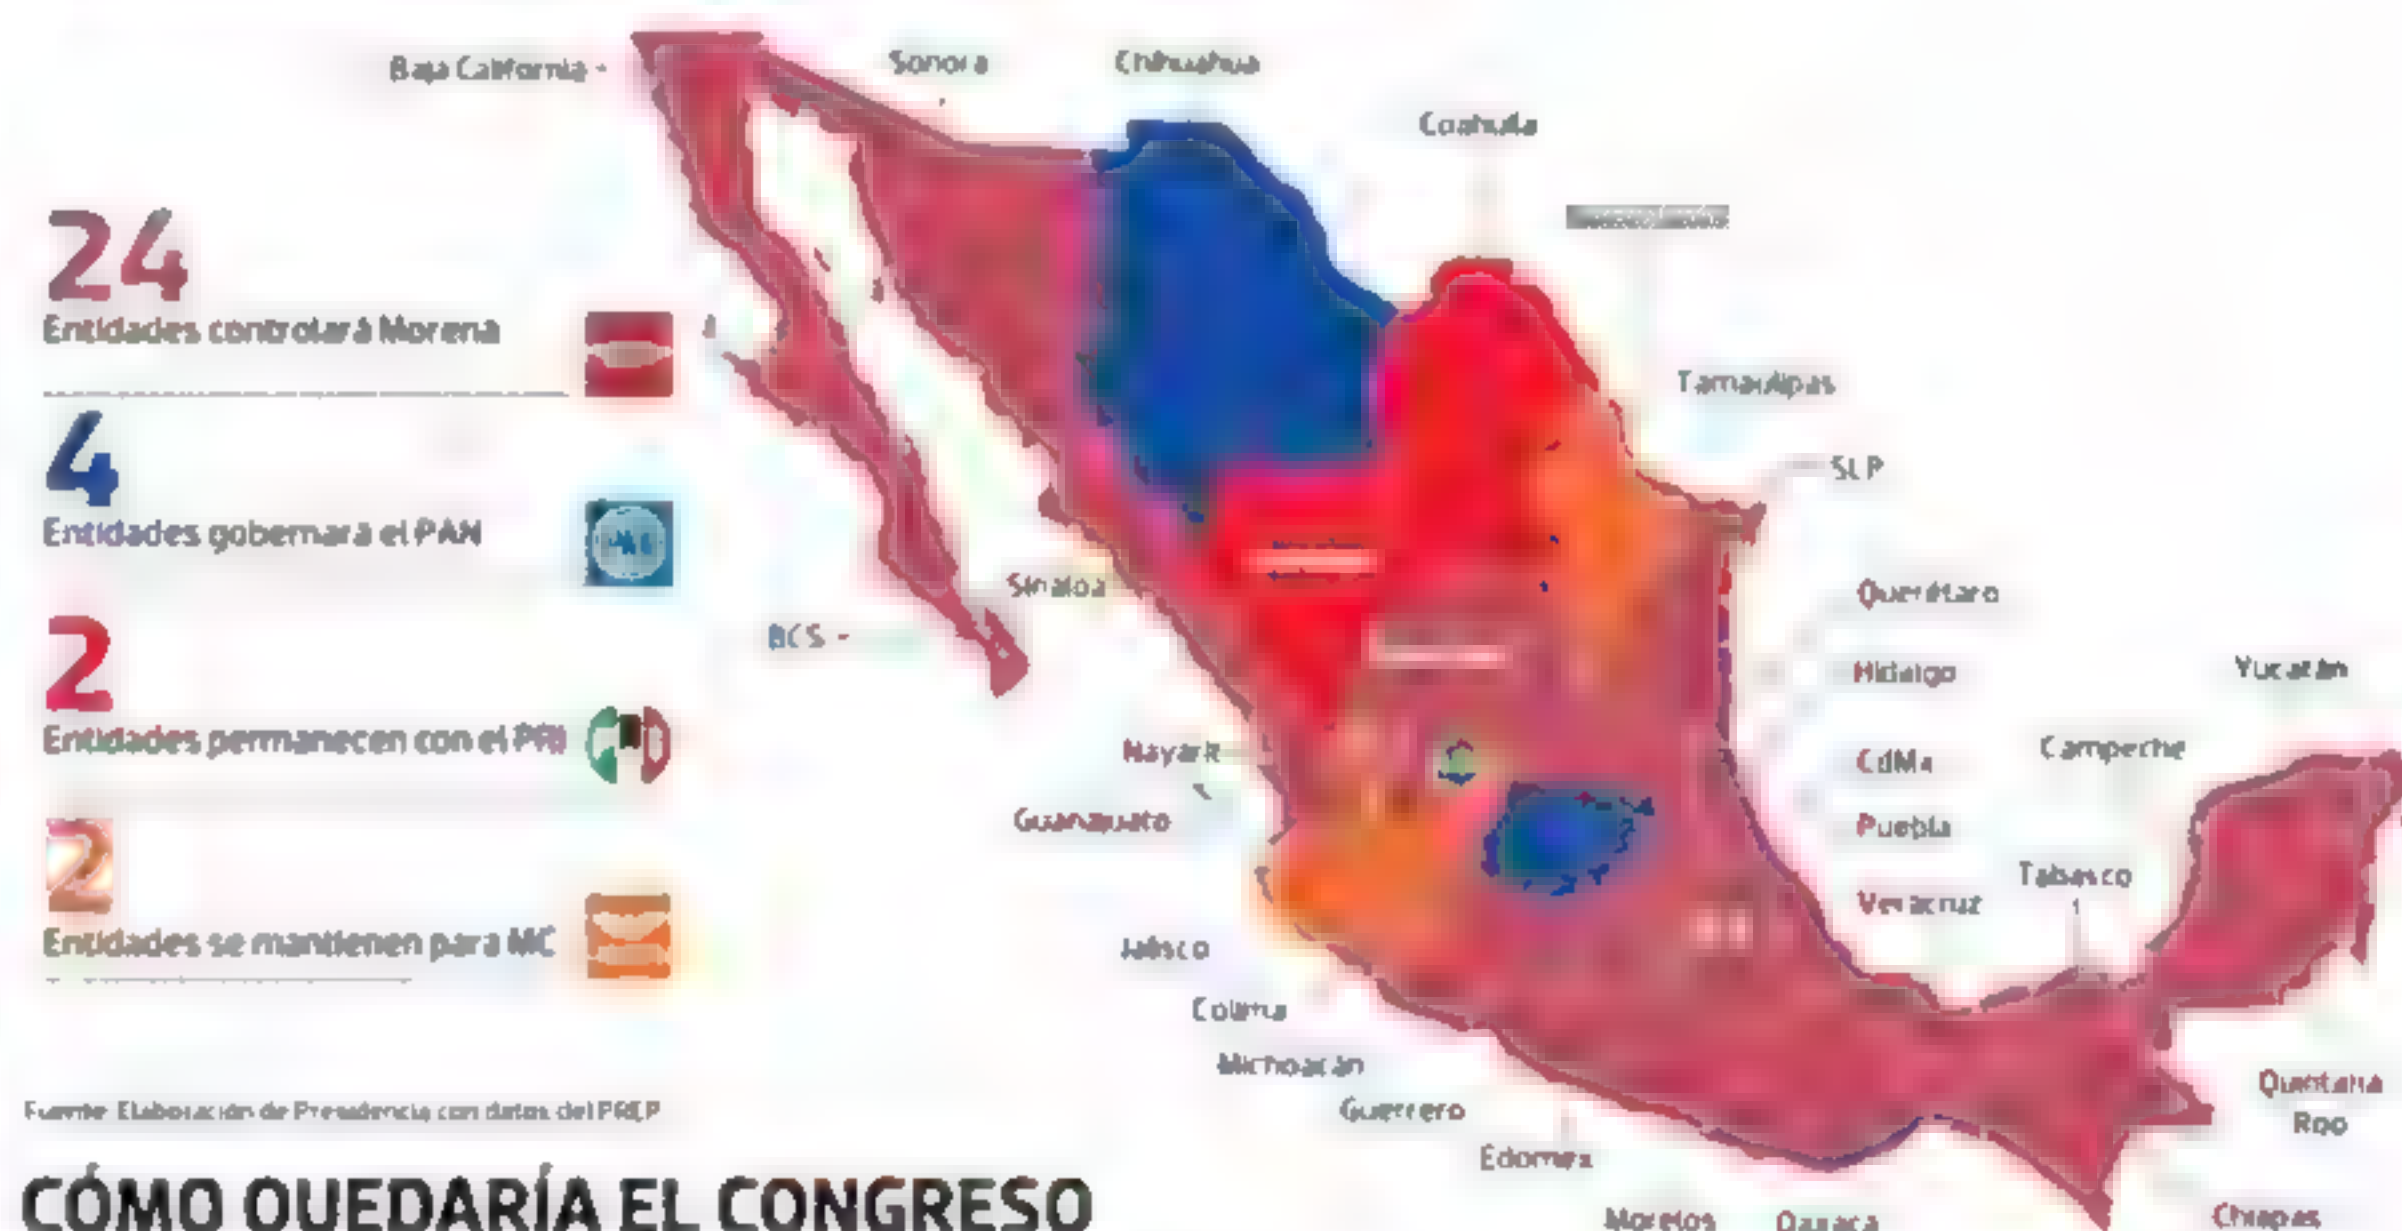 Baja California -
Sonora
Chihuahua
Coahuila
24
Entidades controlará Morena
Tamaulipas
SLP
4
Entidades gobernará el PAN
PAN
Sinaloa
Querétaro
BCS -
2
Hidalgo
Yucatán
Entidades permanecen con el PRI
Nayarit
CdMx
Campeche
Guanajuato
Puebla
2
Tabasco
Veracruz
Entidades se mantienen para MC
Jalisco
Colima
Michoacán
Quintana
Roo
Guerrero
Fuente: Elaboración de Presidencia con datos del PREP
Edomex
CÓMO QUEDARÍA EL CONGRESO
Morelos
Oaxaca
Chiapas